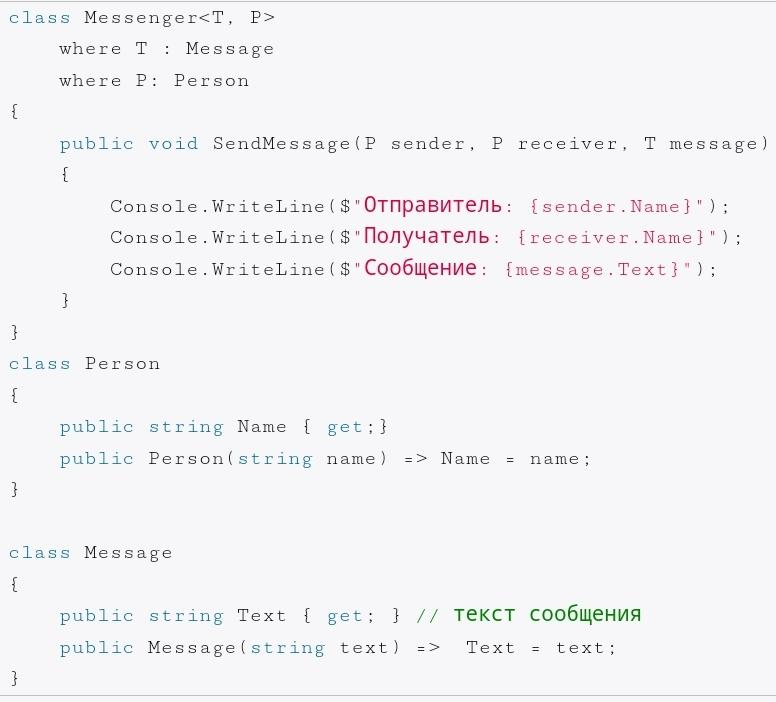 class Messenger<T, P>
    where T : Message
    where P: Person
{
    public void SendMessage(P sender, P receiver, T message)
    {
        Console.WriteLine($"Отправитель: {sender.Name}");
        Console.WriteLine($"Получатель: {receiver.Name}");
        Console.WriteLine($"Сообщение: {message.Text}");
    }
}
class Person
{
    public string Name { get;}
    public Person(string name) => Name = name;
}

class Message
{
    public string Text { get; } // текст сообщения
    public Message(string text) =>  Text = text;
}